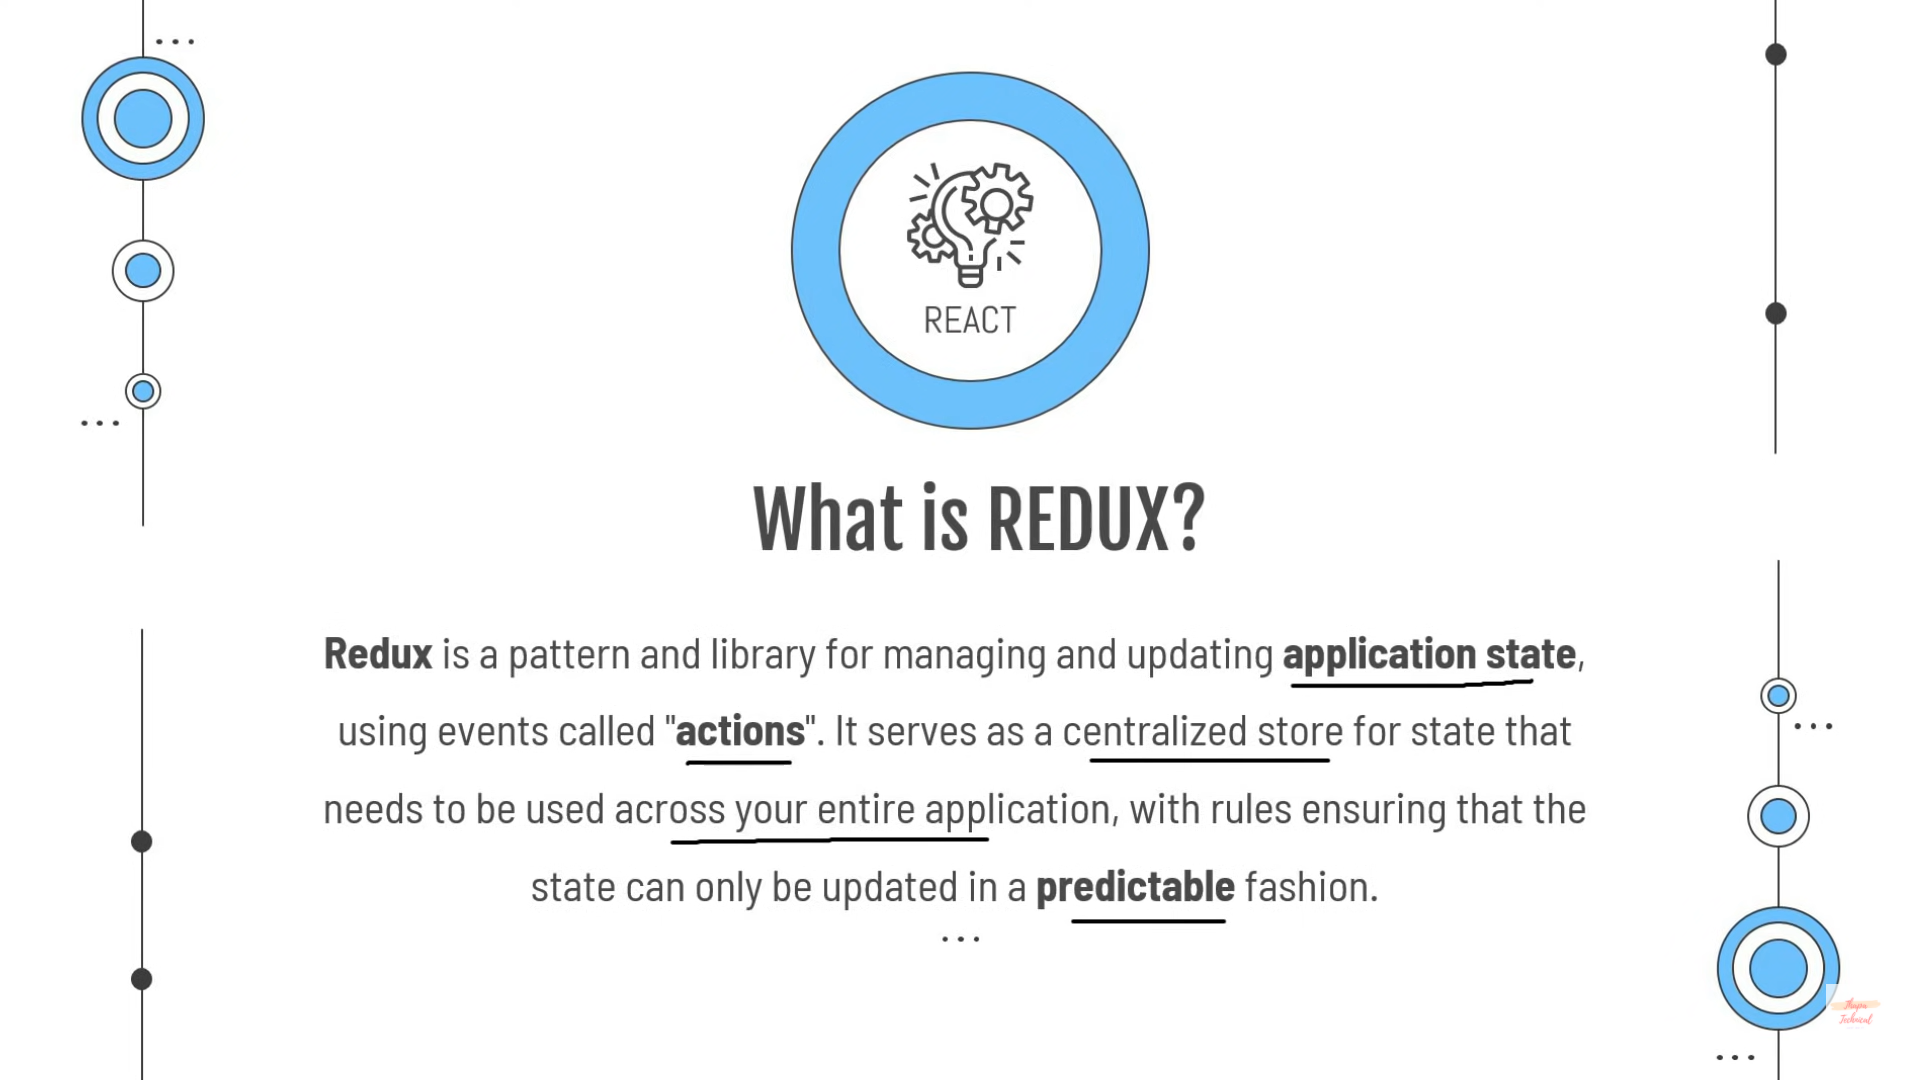 REACT
What is REDUX?
Redux is a pattern and library for managing and updating application state,
using events called "actions". It serves as a centralized store for state that
needs to be used across your entire application, with rules ensuring that the
state can only be updated in a predictable fashion.
Thapa
Technical